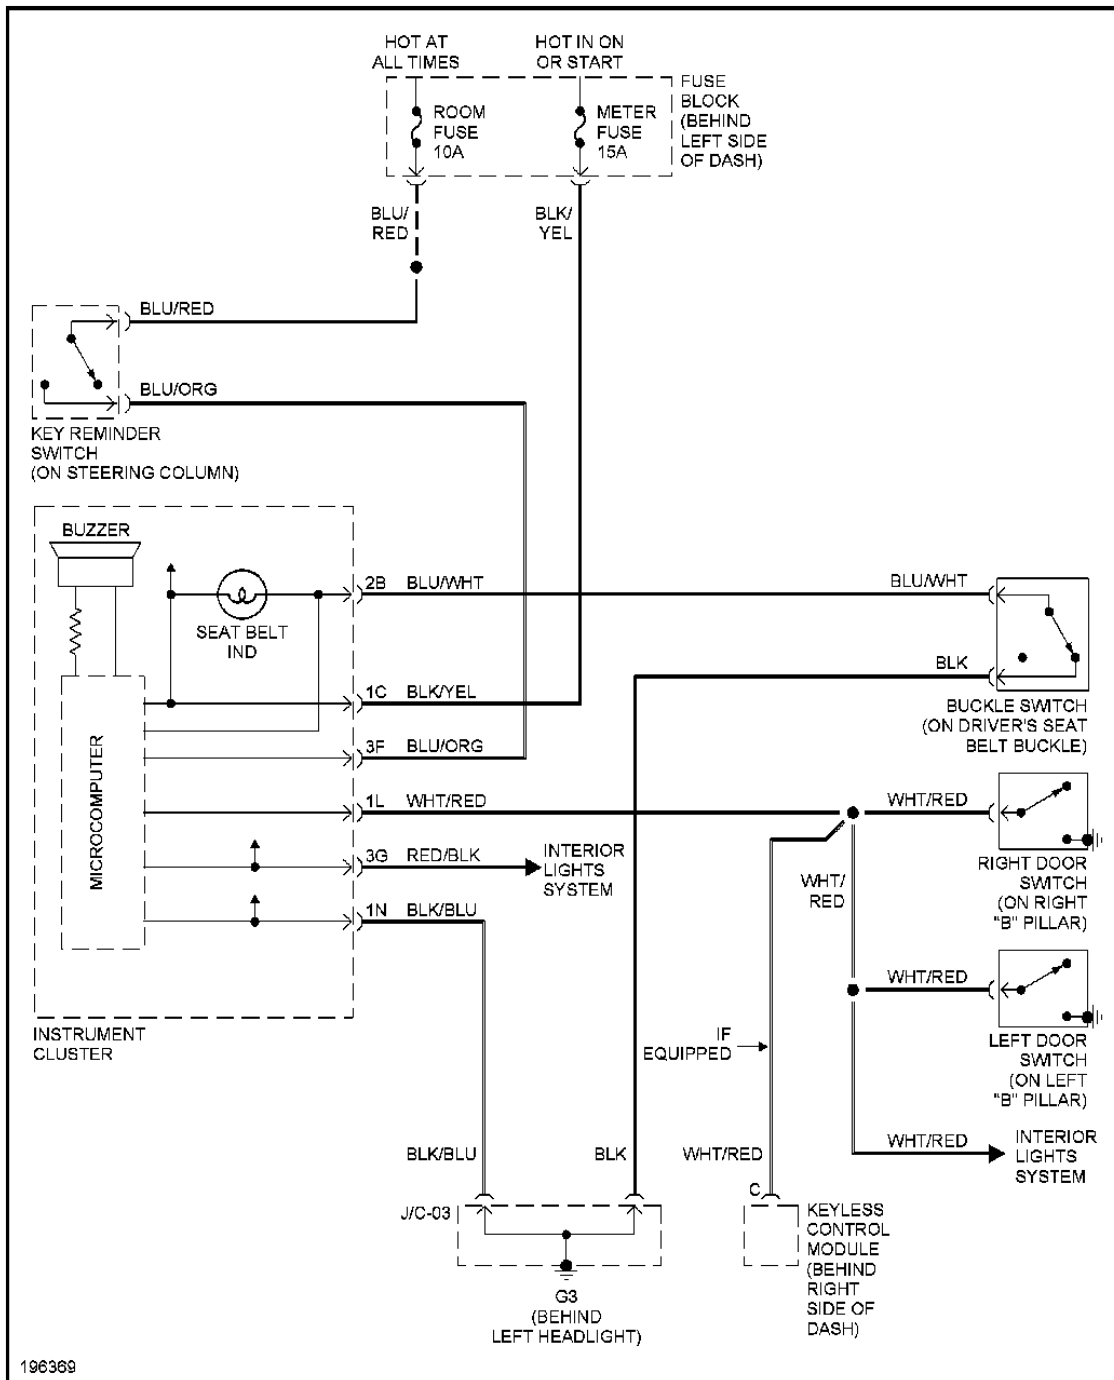 HOT AT
ALL TIMES
HOT IN ON
OR START
ROOM
FUSE
10A
METER
FUSE
15A
FUSE
BLOCK
(BEHIND
LEFT SIDE
OF DASH)
BLU/
RED
BLK/
YEL
BLU/RED
BLU/ORG
KEY REMINDER
SWITCH
(ON STEERING COLUMN)
BUZZER
SEAT BELT
IND
MICROCOMPUTER
2B BLU/WHT
1C BLK/YEL
3F BLU/ORG
1L WHT/RED
3G RED/BLK
1N BLK/BLU
INTERIOR
LIGHTS
SYSTEM
INSTRUMENT
CLUSTER
BLU/WHT
BLK
BUCKLE SWITCH
(ON DRIVER'S SEAT
BELT BUCKLE)
WHT/RED
RIGHT DOOR
SWITCH
(ON RIGHT
"B" PILLAR)
WHT/
RED
WHT/RED
LEFT DOOR
SWITCH
(ON LEFT
"B" PILLAR)
IF
EQUIPPED
WHT/RED
INTERIOR
LIGHTS
SYSTEM
BLK/BLU
BLK
WHT/RED
J/C-03
C
KEYLESS
CONTROL
MODULE
(BEHIND
RIGHT
SIDE OF
DASH)
G3
(BEHIND
LEFT HEADLIGHT)
196369